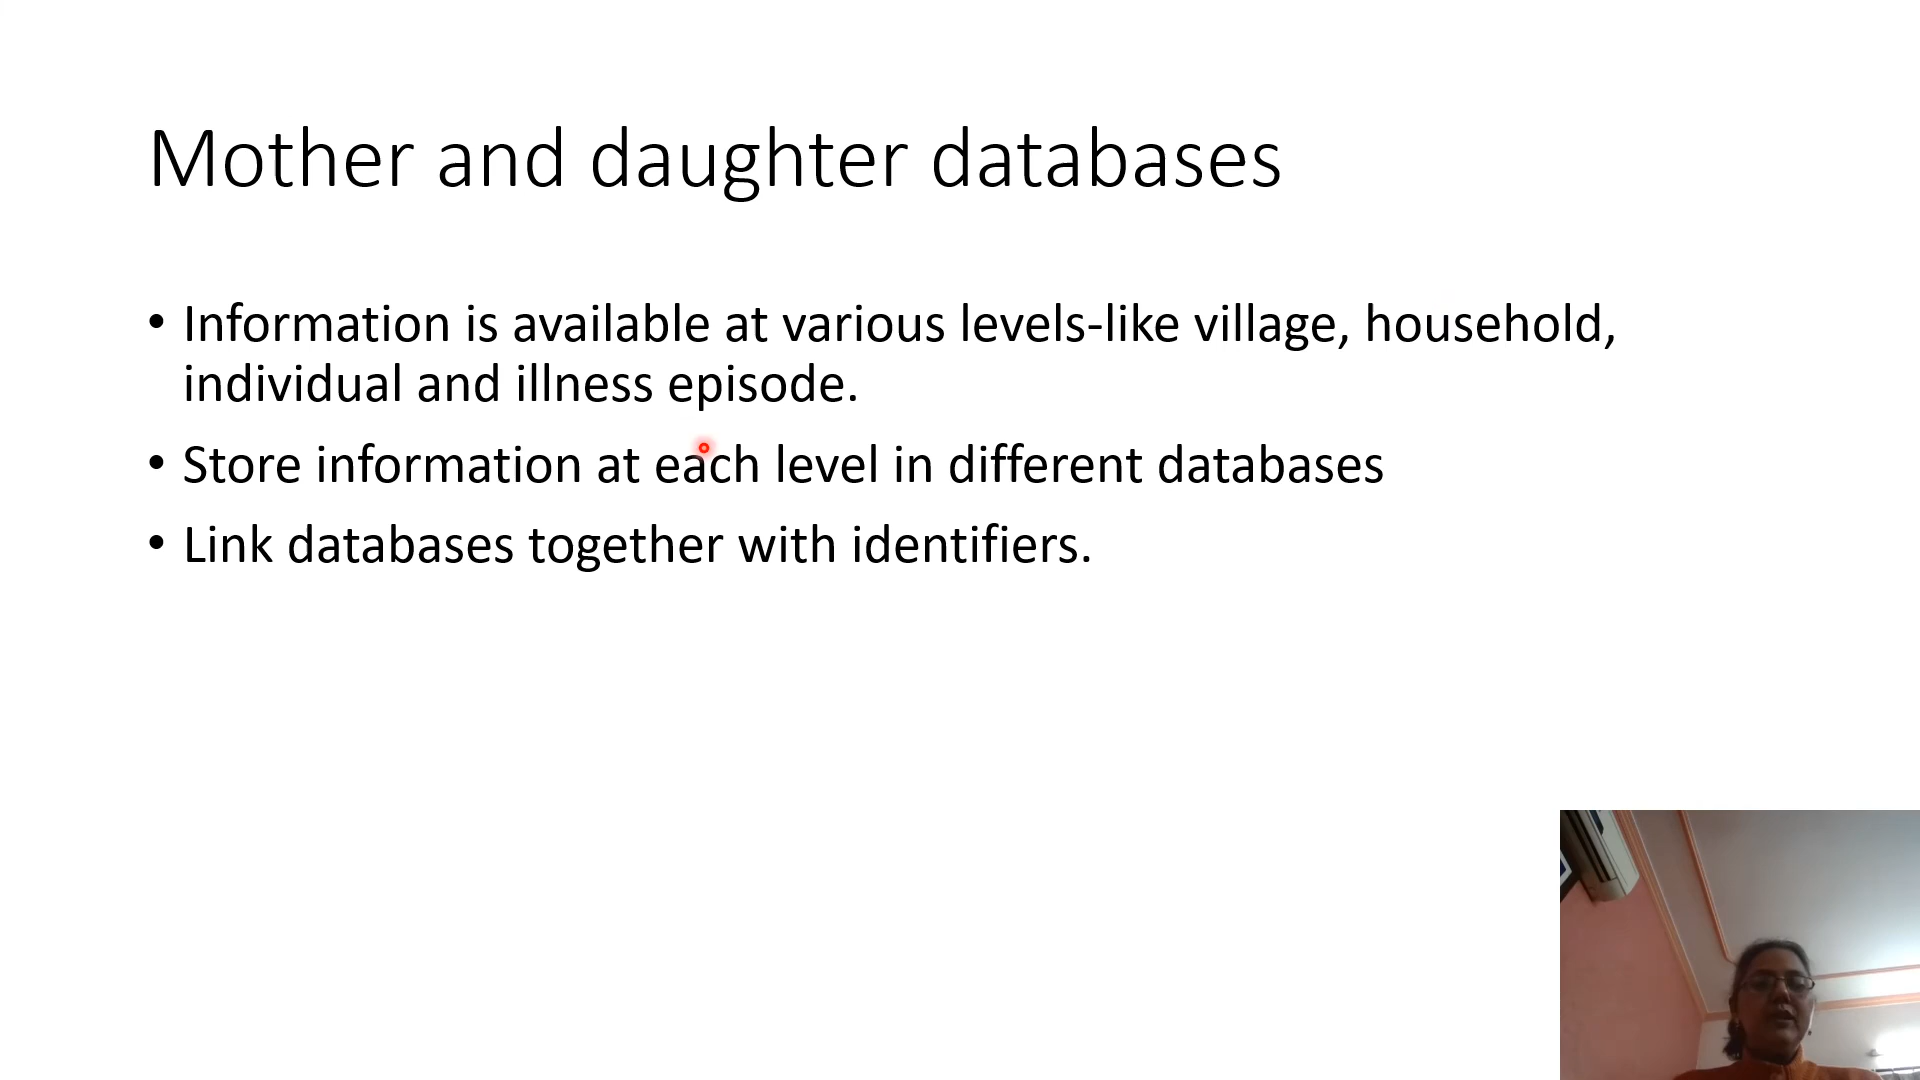 Mother and daughter databases
• Information is available at various levels-like village, household,
individual and illness episode.
• Store information at each level in different databases
• Link databases together with identifiers.